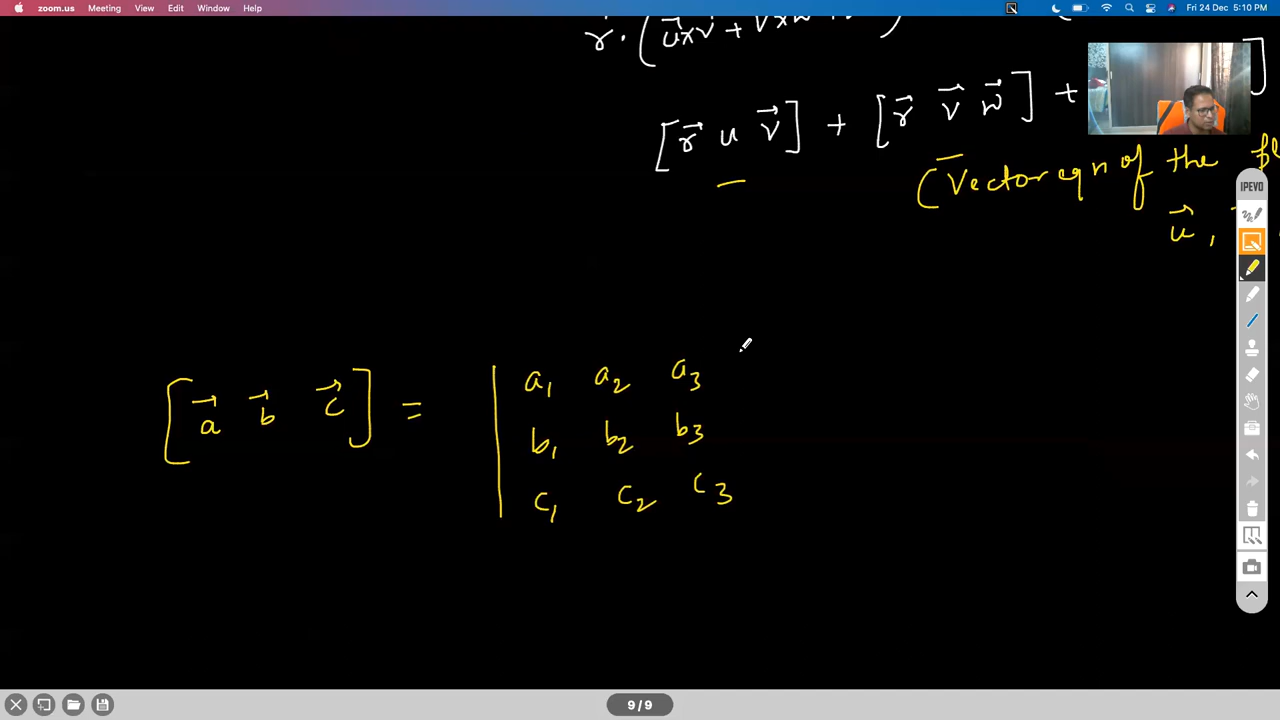 zoom.us Meeting View Edit Window Help Fri 24 Dec 5:10 PM
r⃗ . ( u⃗×v⃗ + v⃗×w⃗ + )
[ r⃗ u v⃗ ] + [ r⃗ v⃗ w⃗ ] + ]
( Vector eqn of the
u⃗ ,
IPEVO
[ a⃗ b⃗ c⃗ ] = | a₁ a₂ a₃
b₁ b₂ b₃
c₁ c₂ c₃
9/9